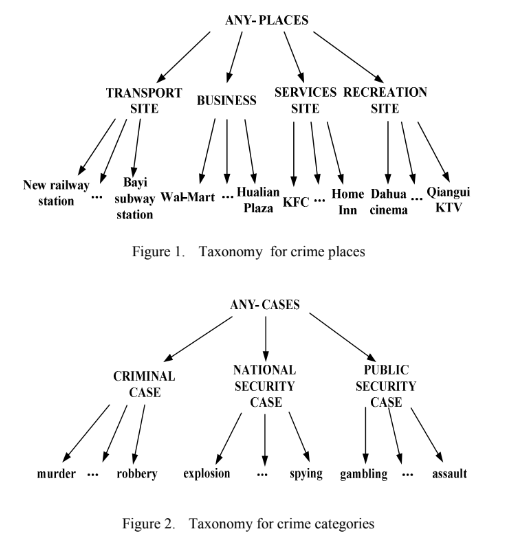 ANY- PLACES
TRANSPORT SITE
BUSINESS
SERVICES SITE
RECREATION SITE
New railway station
...
Bayi subway station
Wal-Mart
...
Hualian Plaza
KFC
...
Home Inn
Dahua cinema
...
Qiangui KTV
Figure 1. Taxonomy for crime places
ANY- CASES
CRIMINAL CASE
NATIONAL SECURITY CASE
PUBLIC SECURITY CASE
murder
...
robbery
explosion
...
spying
gambling
...
assault
Figure 2. Taxonomy for crime categories